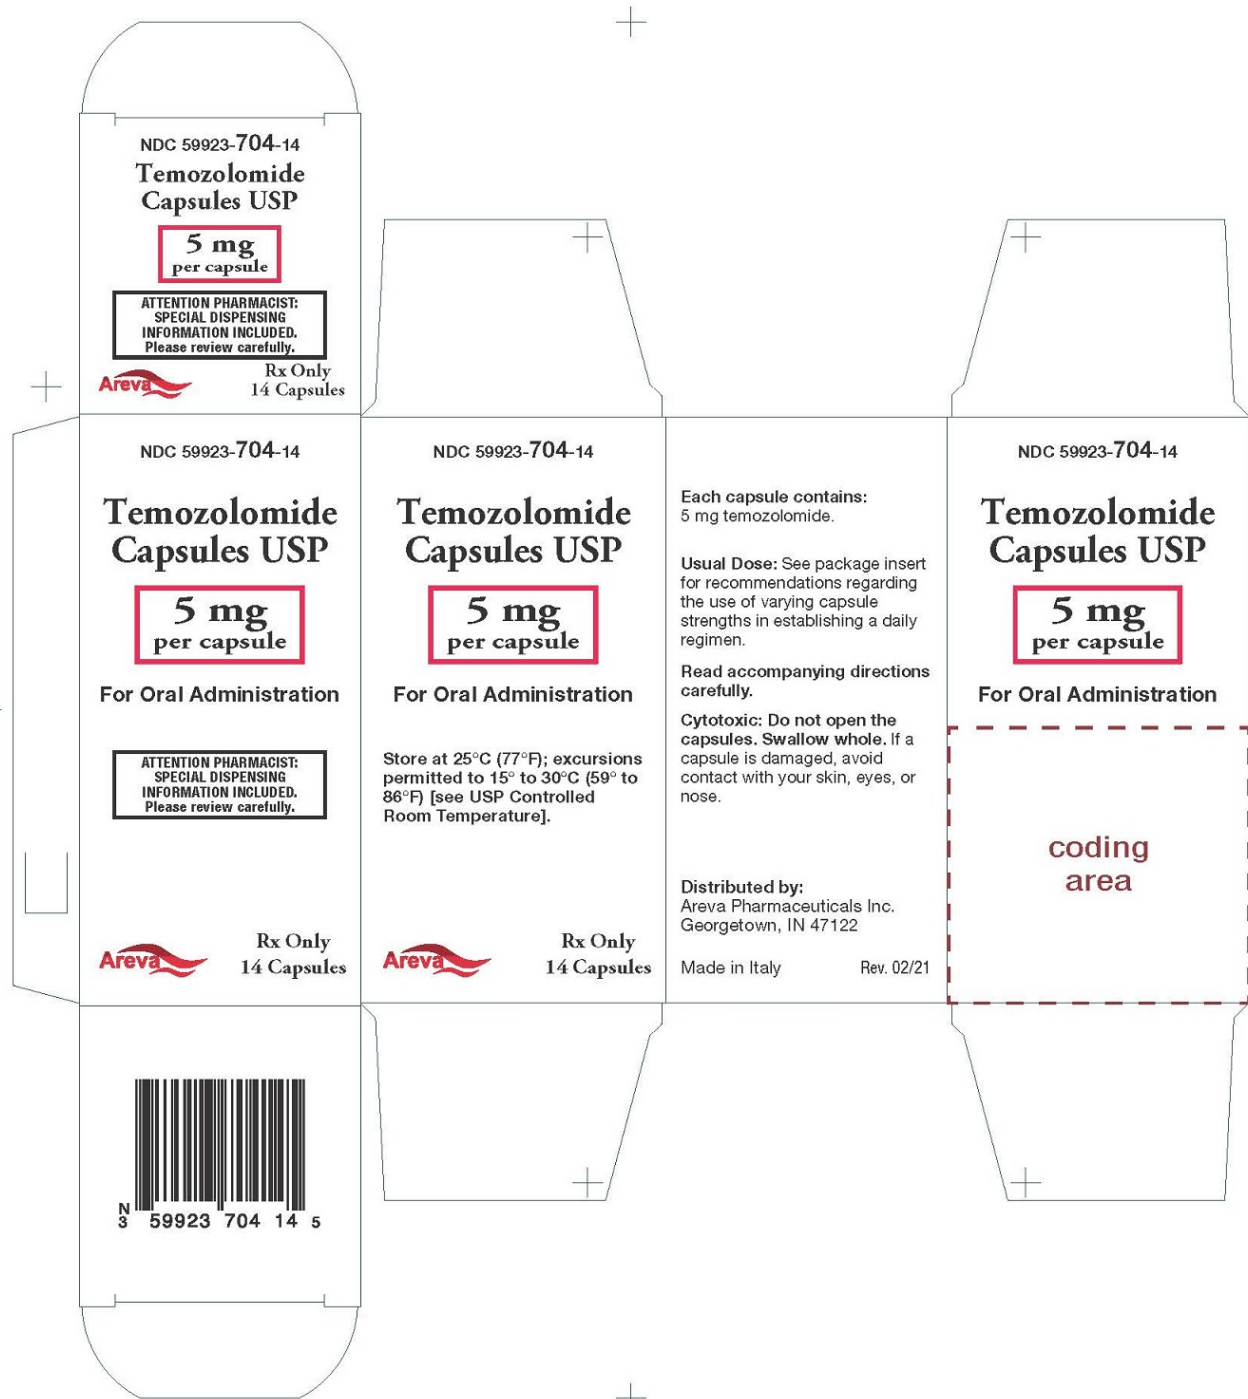 NDC 59923-704-14
Temozolomide
Capsules USP
5 mg
per capsule
ATTENTION PHARMACIST:
SPECIAL DISPENSING
INFORMATION INCLUDED.
Please review carefully.
Areva
Rx Only
14 Capsules
NDC 59923-704-14
Temozolomide
Capsules USP
5 mg
per capsule
For Oral Administration
ATTENTION PHARMACIST:
SPECIAL DISPENSING
INFORMATION INCLUDED.
Please review carefully.
Areva
Rx Only
14 Capsules
NDC 59923-704-14
Temozolomide
Capsules USP
5 mg
per capsule
For Oral Administration
Store at 25°C (77°F); excursions
permitted to 15° to 30°C (59° to
86°F) [see USP Controlled
Room Temperature].
Areva
Rx Only
14 Capsules
Each capsule contains:
5 mg temozolomide.
Usual Dose: See package insert
for recommendations regarding
the use of varying capsule
strengths in establishing a daily
regimen.
Read accompanying directions
carefully.
Cytotoxic: Do not open the
capsules. Swallow whole. If a
capsule is damaged, avoid
contact with your skin, eyes, or
nose.
Distributed by:
Areva Pharmaceuticals Inc.
Georgetown, IN 47122
Made in Italy Rev. 02/21
NDC 59923-704-14
Temozolomide
Capsules USP
5 mg
per capsule
For Oral Administration
coding
area
N
3 59923 704 14 5